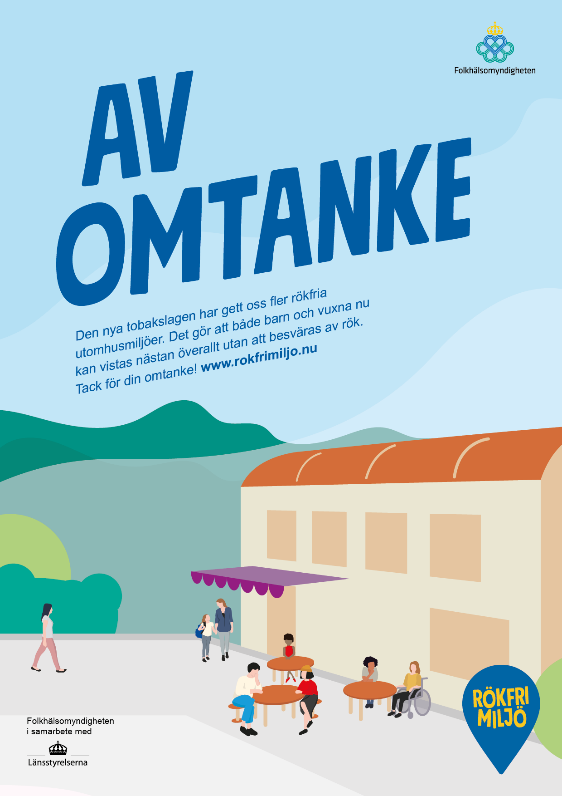 Folkhälsomyndigheten
AV
OMTANKE
Den nya tobakslagen har gett oss fler rökfria
utomhusmiljöer. Det gör att både barn och vuxna nu
kan vistas nästan överallt utan att besväras av rök.
Tack för din omtanke! www.rokfrimiljo.nu
RÖKFRI
MILJÖ
Folkhälsomyndigheten
i samarbete med
Länsstyrelserna